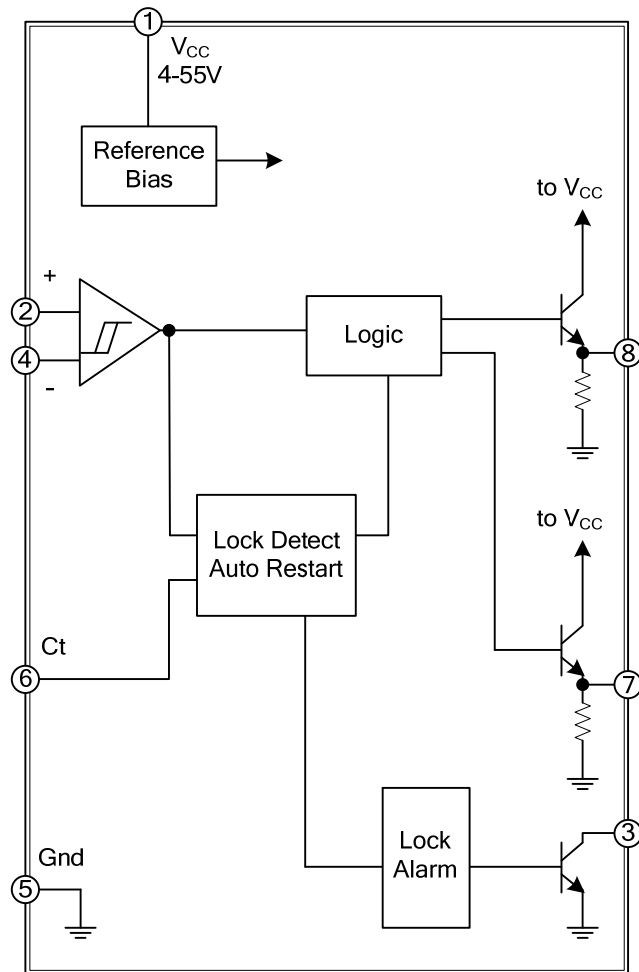 1
VCC
4-55V
Reference
Bias
to VCC
+
2
4
-
Logic
8
Lock Detect
Auto Restart
to VCC
Ct
6
7
Gnd
5
Lock
Alarm
3